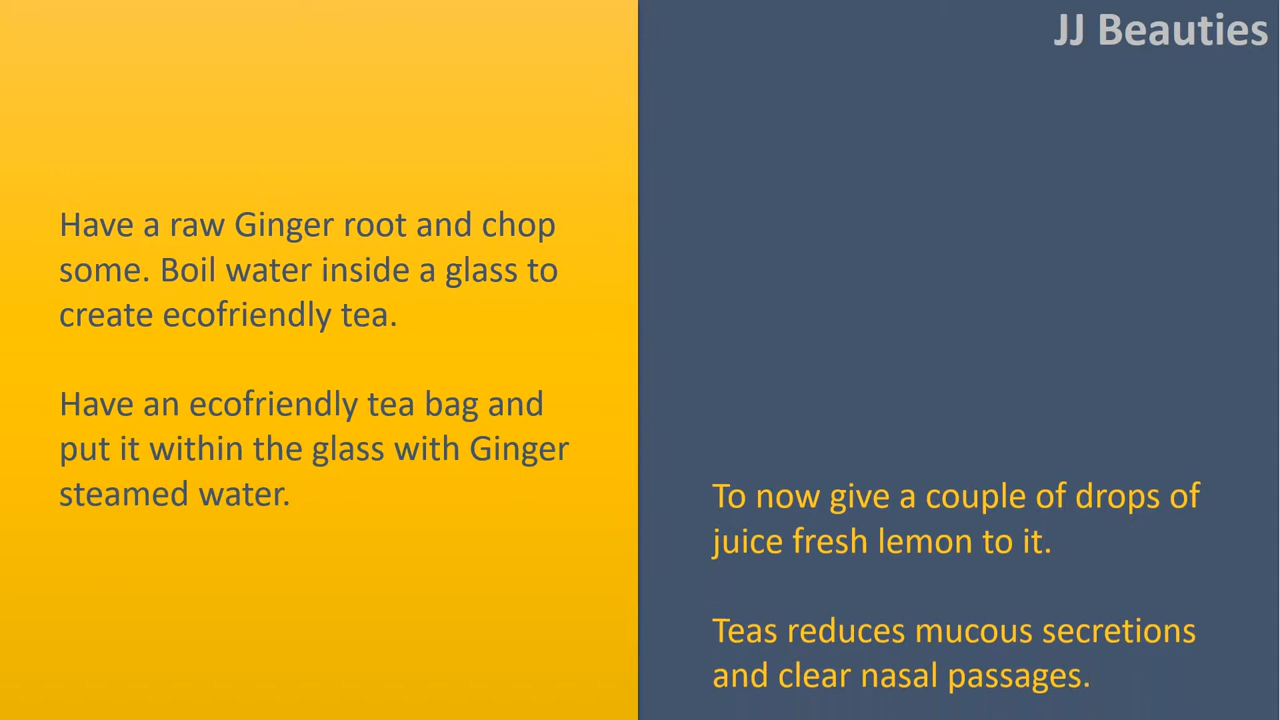 JJ Beauties
Have a raw Ginger root and chop
some. Boil water inside a glass to
create ecofriendly tea.
Have an ecofriendly tea bag and
put it within the glass with Ginger
steamed water.
To now give a couple of drops of
juice fresh lemon to it.
Teas reduces mucous secretions
and clear nasal passages.